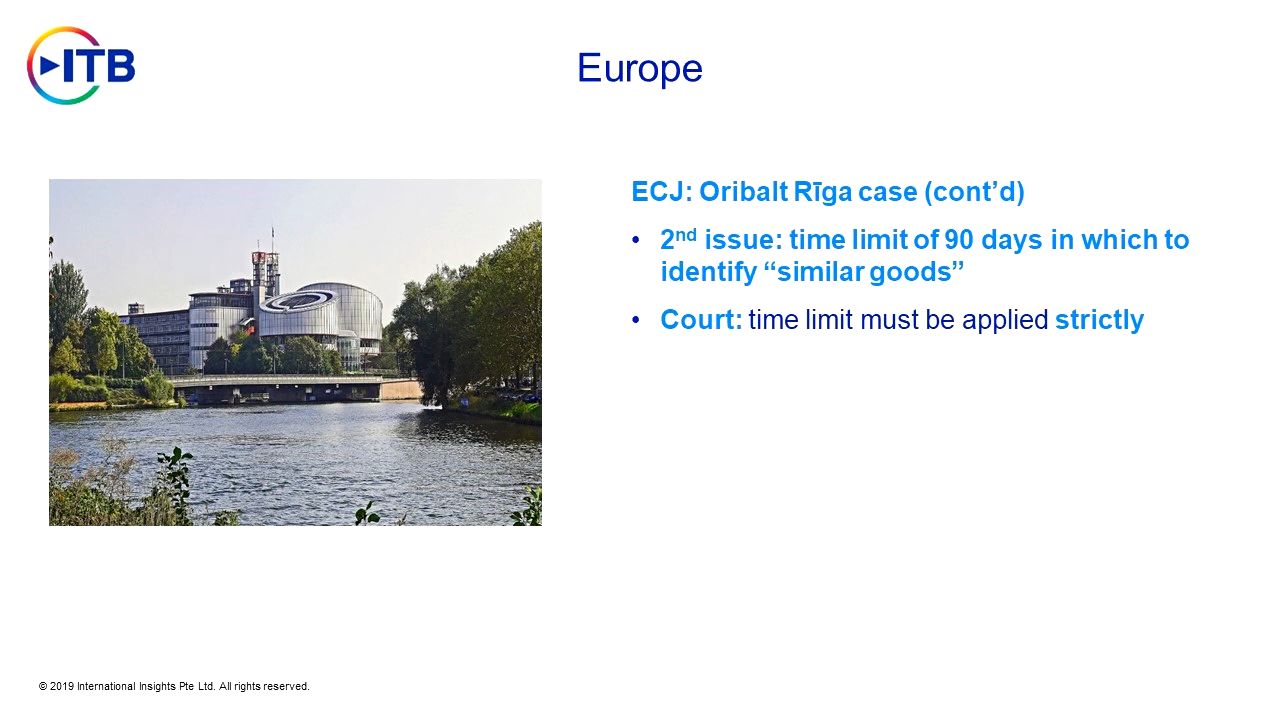 ITB
Europe
ECJ: Oribalt Rīga case (cont’d)
• 2nd issue: time limit of 90 days in which to
identify “similar goods”
• Court: time limit must be applied strictly
© 2019 International Insights Pte Ltd. All rights reserved.